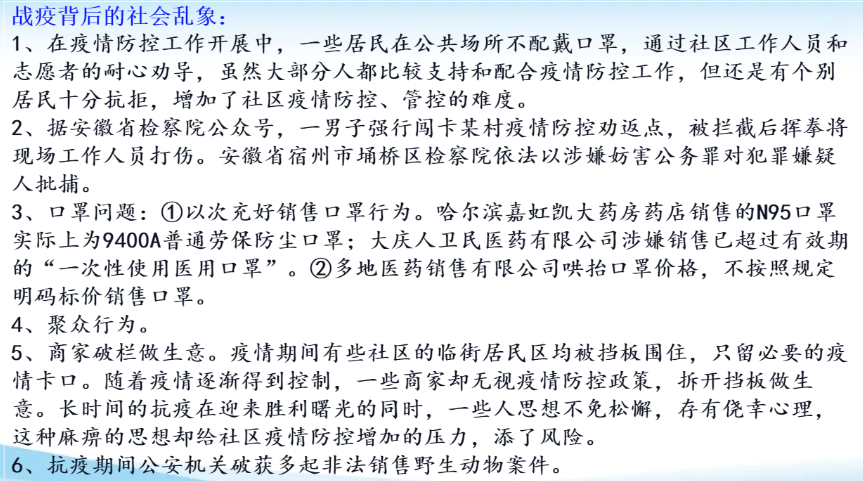 战疫背后的社会乱象：
1、在疫情防控工作开展中，一些居民在公共场所不配戴口罩，通过社区工作人员和
志愿者的耐心劝导，虽然大部分人都比较支持和配合疫情防控工作，但还是有个别
居民十分抗拒，增加了社区疫情防控、管控的难度。
2、据安徽省检察院公众号，一男子强行闯卡某村疫情防控劝返点，被拦截后挥拳将
现场工作人员打伤。安徽省宿州市埇桥区检察院依法以涉嫌妨害公务罪对犯罪嫌疑
人批捕。
3、口罩问题：①以次充好销售口罩行为。哈尔滨嘉虹凯大药房药店销售的N95口罩
实际上为9400A普通劳保防尘口罩；大庆人卫民医药有限公司涉嫌销售已超过有效期
的“一次性使用医用口罩”。②多地医药销售有限公司哄抬口罩价格，不按照规定
明码标价销售口罩。
4、聚众行为。
5、商家破栏做生意。疫情期间有些社区的临街居民区均被挡板围住，只留必要的疫
情卡口。随着疫情逐渐得到控制，一些商家却无视疫情防控政策，拆开挡板做生
意。长时间的抗疫在迎来胜利曙光的同时，一些人思想不免松懈，存有侥幸心理，
这种麻痹的思想却给社区疫情防控增加的压力，添了风险。
6、抗疫期间公安机关破获多起非法销售野生动物案件。